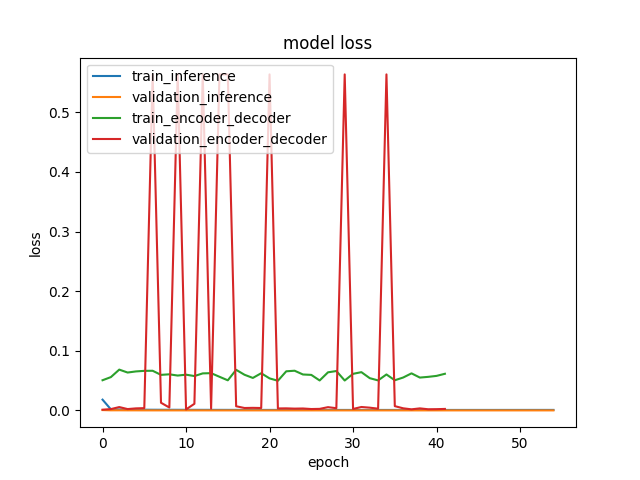 model loss
train_inference
validation_inference
train_encoder_decoder
validation_encoder_decoder
0.5
0.4
0.3
0.2
0.1
0.0
loss
0 10 20 30 40 50
epoch